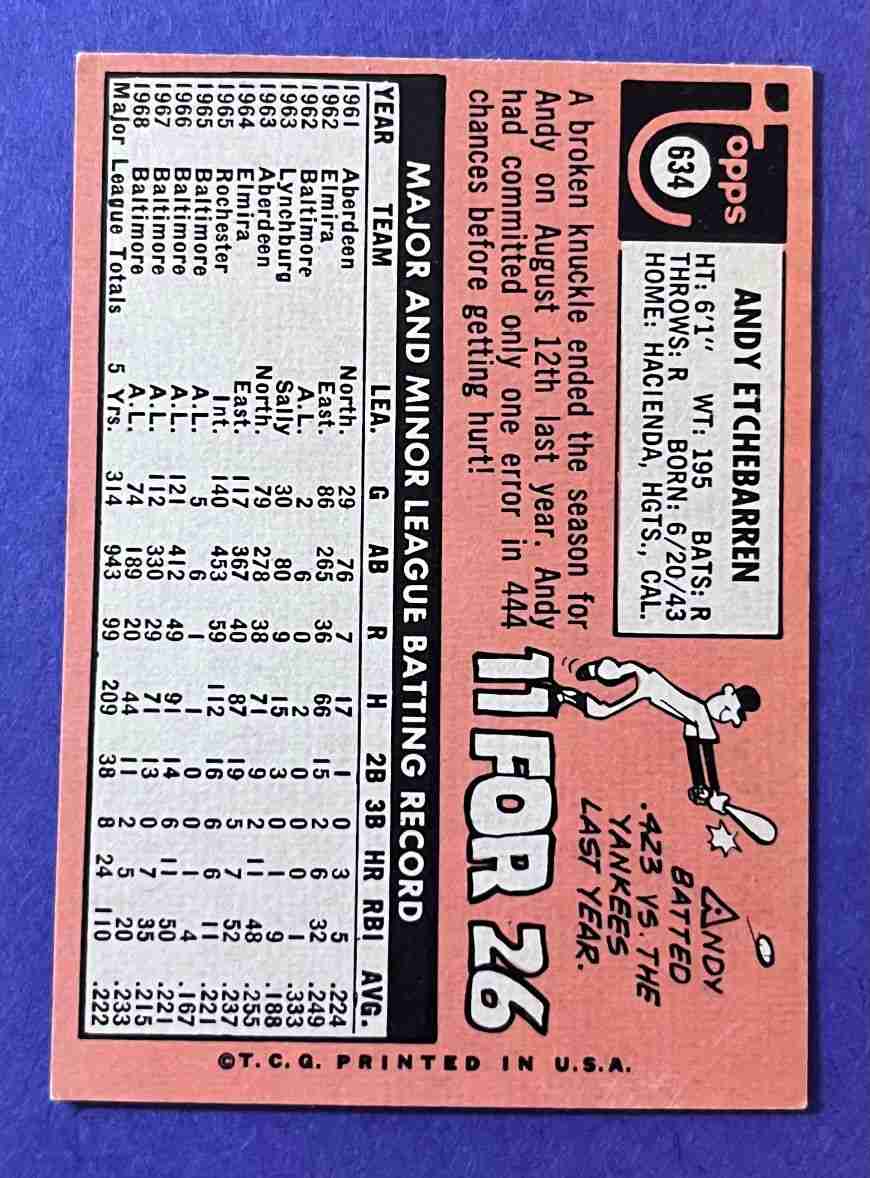 Topps
634
ANDY ETCHEBARREN
HT: 6'1" WT: 195 BATS: R
THROWS: R BORN: 6/20/43
HOME: HACIENDA, HGTS., CAL.
A broken knuckle ended the season for
Andy on August 12th last year. Andy
had committed only one error in 444
chances before getting hurt!
ANDY
BATTED
.423 VS. THE
YANKEES
LAST YEAR.
11 FOR 26
MAJOR AND MINOR LEAGUE BATTING RECORD
YEAR TEAM LEA. G AB R H 2B 3B HR RBI AVG.
1961 Aberdeen North. 29 76 7 17 1 0 3 5 .224
1962 Elmira East. 86 265 36 66 15 2 6 32 .249
1962 Baltimore A.L. 2 6 0 2 0 0 0 1 .333
1963 Lynchburg Sally 30 80 9 15 3 0 1 9 .188
1963 Aberdeen North. 79 278 38 71 9 2 11 48 .255
1964 Elmira East. 117 367 40 87 19 5 7 52 .237
1965 Rochester Int. 140 453 59 112 16 6 6 11 .221
1965 Baltimore A.L. 5 6 1 1 0 0 1 4 .167
1966 Baltimore A.L. 121 412 49 91 14 6 11 50 .221
1967 Baltimore A.L. 112 330 29 71 13 0 7 35 .215
1968 Baltimore A.L. 74 189 20 44 11 2 5 20 .233
Major League Totals 5 Yrs. 314 943 99 209 38 8 24 110 .222
©T.C.G. PRINTED IN U.S.A.